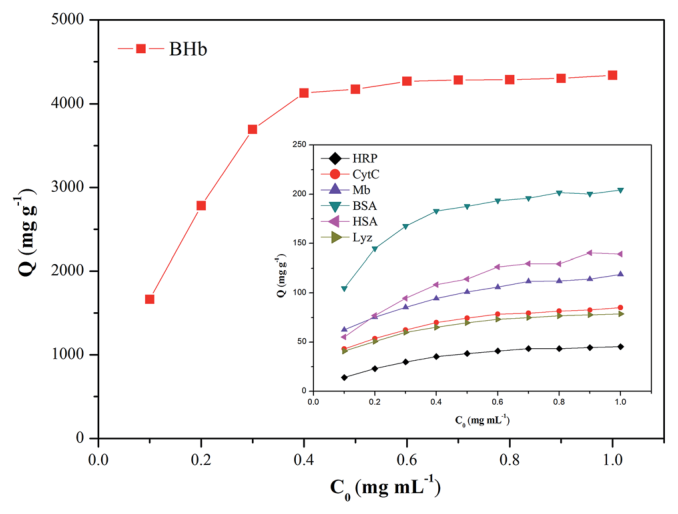 5000
4000
3000
2000
1000
0
0.0 0.2 0.4 0.6 0.8 1.0
Q (mg g⁻¹)
C₀ (mg mL⁻¹)
BHb
250
200
150
100
50
0
0.0 0.2 0.4 0.6 0.8 1.0
Q (mg g⁻¹)
C₀ (mg mL⁻¹)
HRP
CytC
Mb
BSA
HSA
Lyz